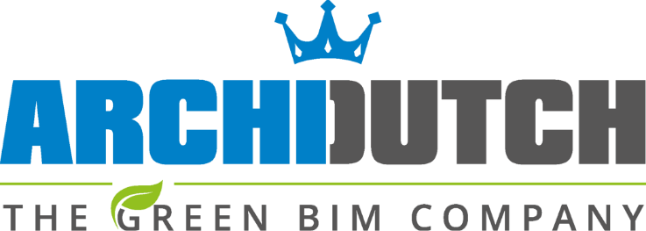 ARCHIDUTCH
THE GREEN BIM COMPANY